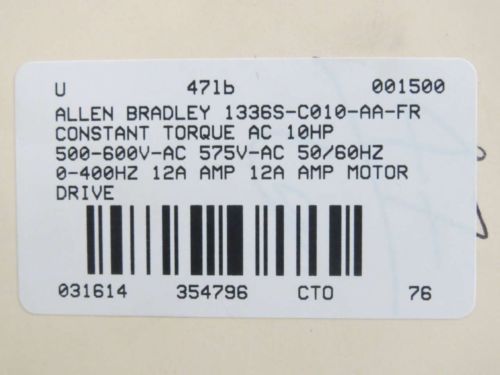 U 47lb 001500
ALLEN BRADLEY 1336S-C010-AA-FR
CONSTANT TORQUE AC 10HP
500-600V-AC 575V-AC 50/60HZ
0-400HZ 12A AMP 12A AMP MOTOR
DRIVE
031614 354796 CTO 76